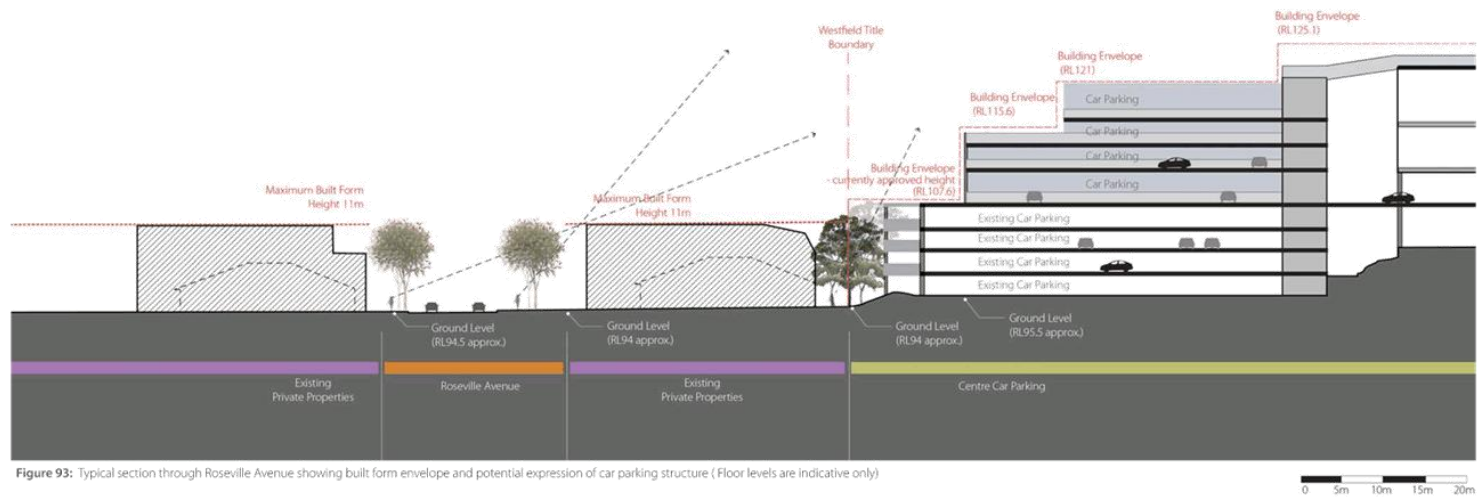 Building Envelope
(RL125.1)
Westfield Title
Boundary
Building Envelope
(RL121)
Building Envelope
(RL115.6)
Building Envelope
- currently approved height
(RL107.6)
Maximum Built Form
Height 11m
Maximum Built Form
Height 11m
Car Parking
Car Parking
Car Parking
Car Parking
Existing Car Parking
Existing Car Parking
Existing Car Parking
Existing Car Parking
Ground Level
(RL94.5 approx.)
Ground Level
(RL94 approx.)
Ground Level
(RL94 approx.)
Ground Level
(RL95.5 approx.)
Existing
Private Properties
Roseville Avenue
Existing
Private Properties
Centre Car Parking
Figure 93: Typical section through Roseville Avenue showing built form envelope and potential expression of car parking structure ( Floor levels are indicative only)
0 5m 10m 15m 20m